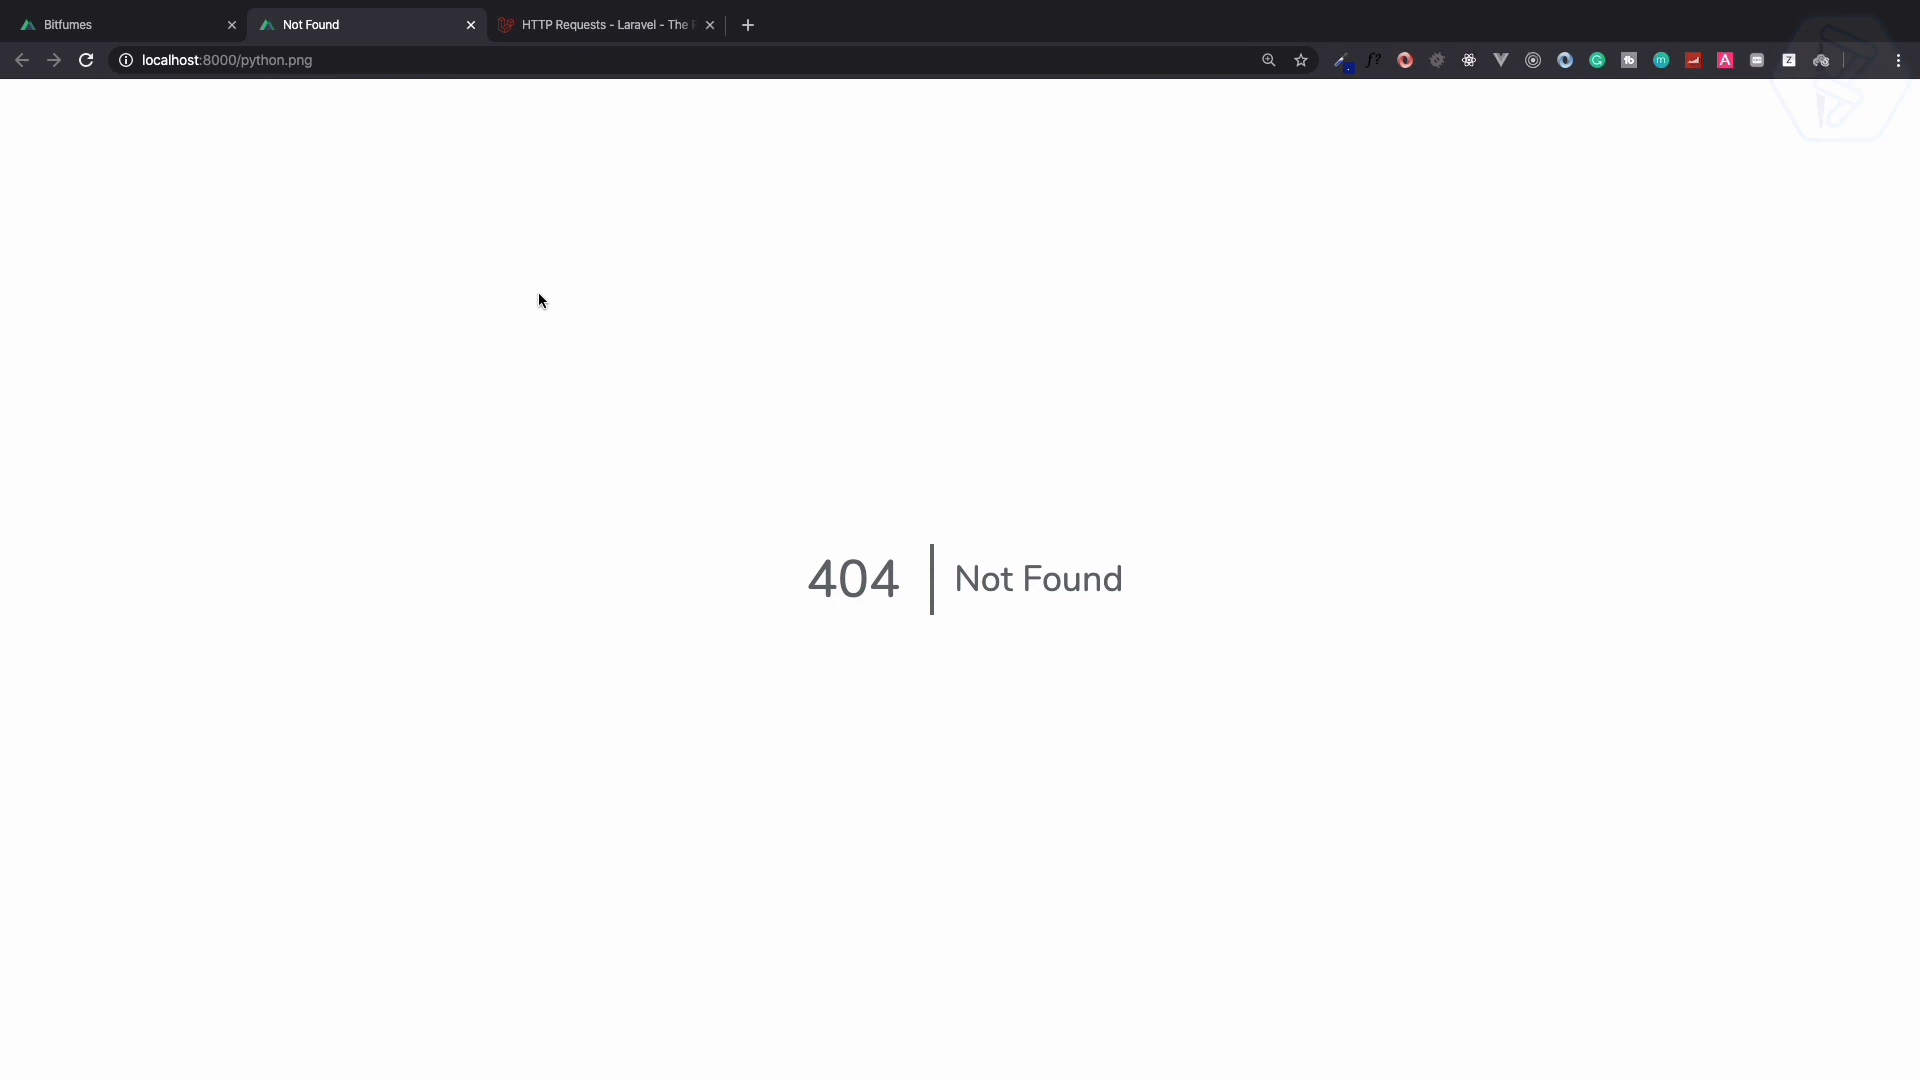 Bitfumes
Not Found
HTTP Requests - Laravel - The
localhost:8000/python.png
404
Not Found